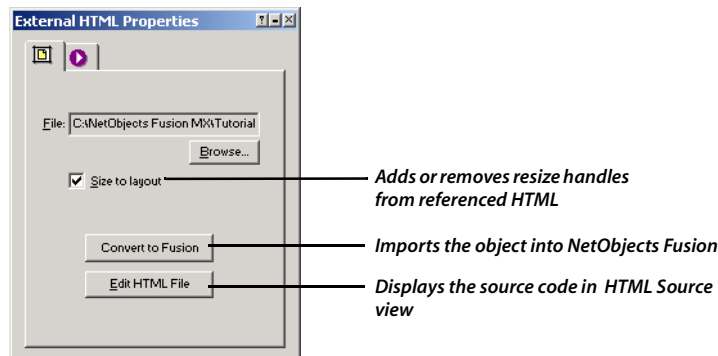 External HTML Properties
File: C:\NetObjects Fusion MX\Tutorial
Browse...
Size to layout
Adds or removes resize handles
from referenced HTML
Convert to Fusion
Imports the object into NetObjects Fusion
Edit HTML File
Displays the source code in HTML Source
view